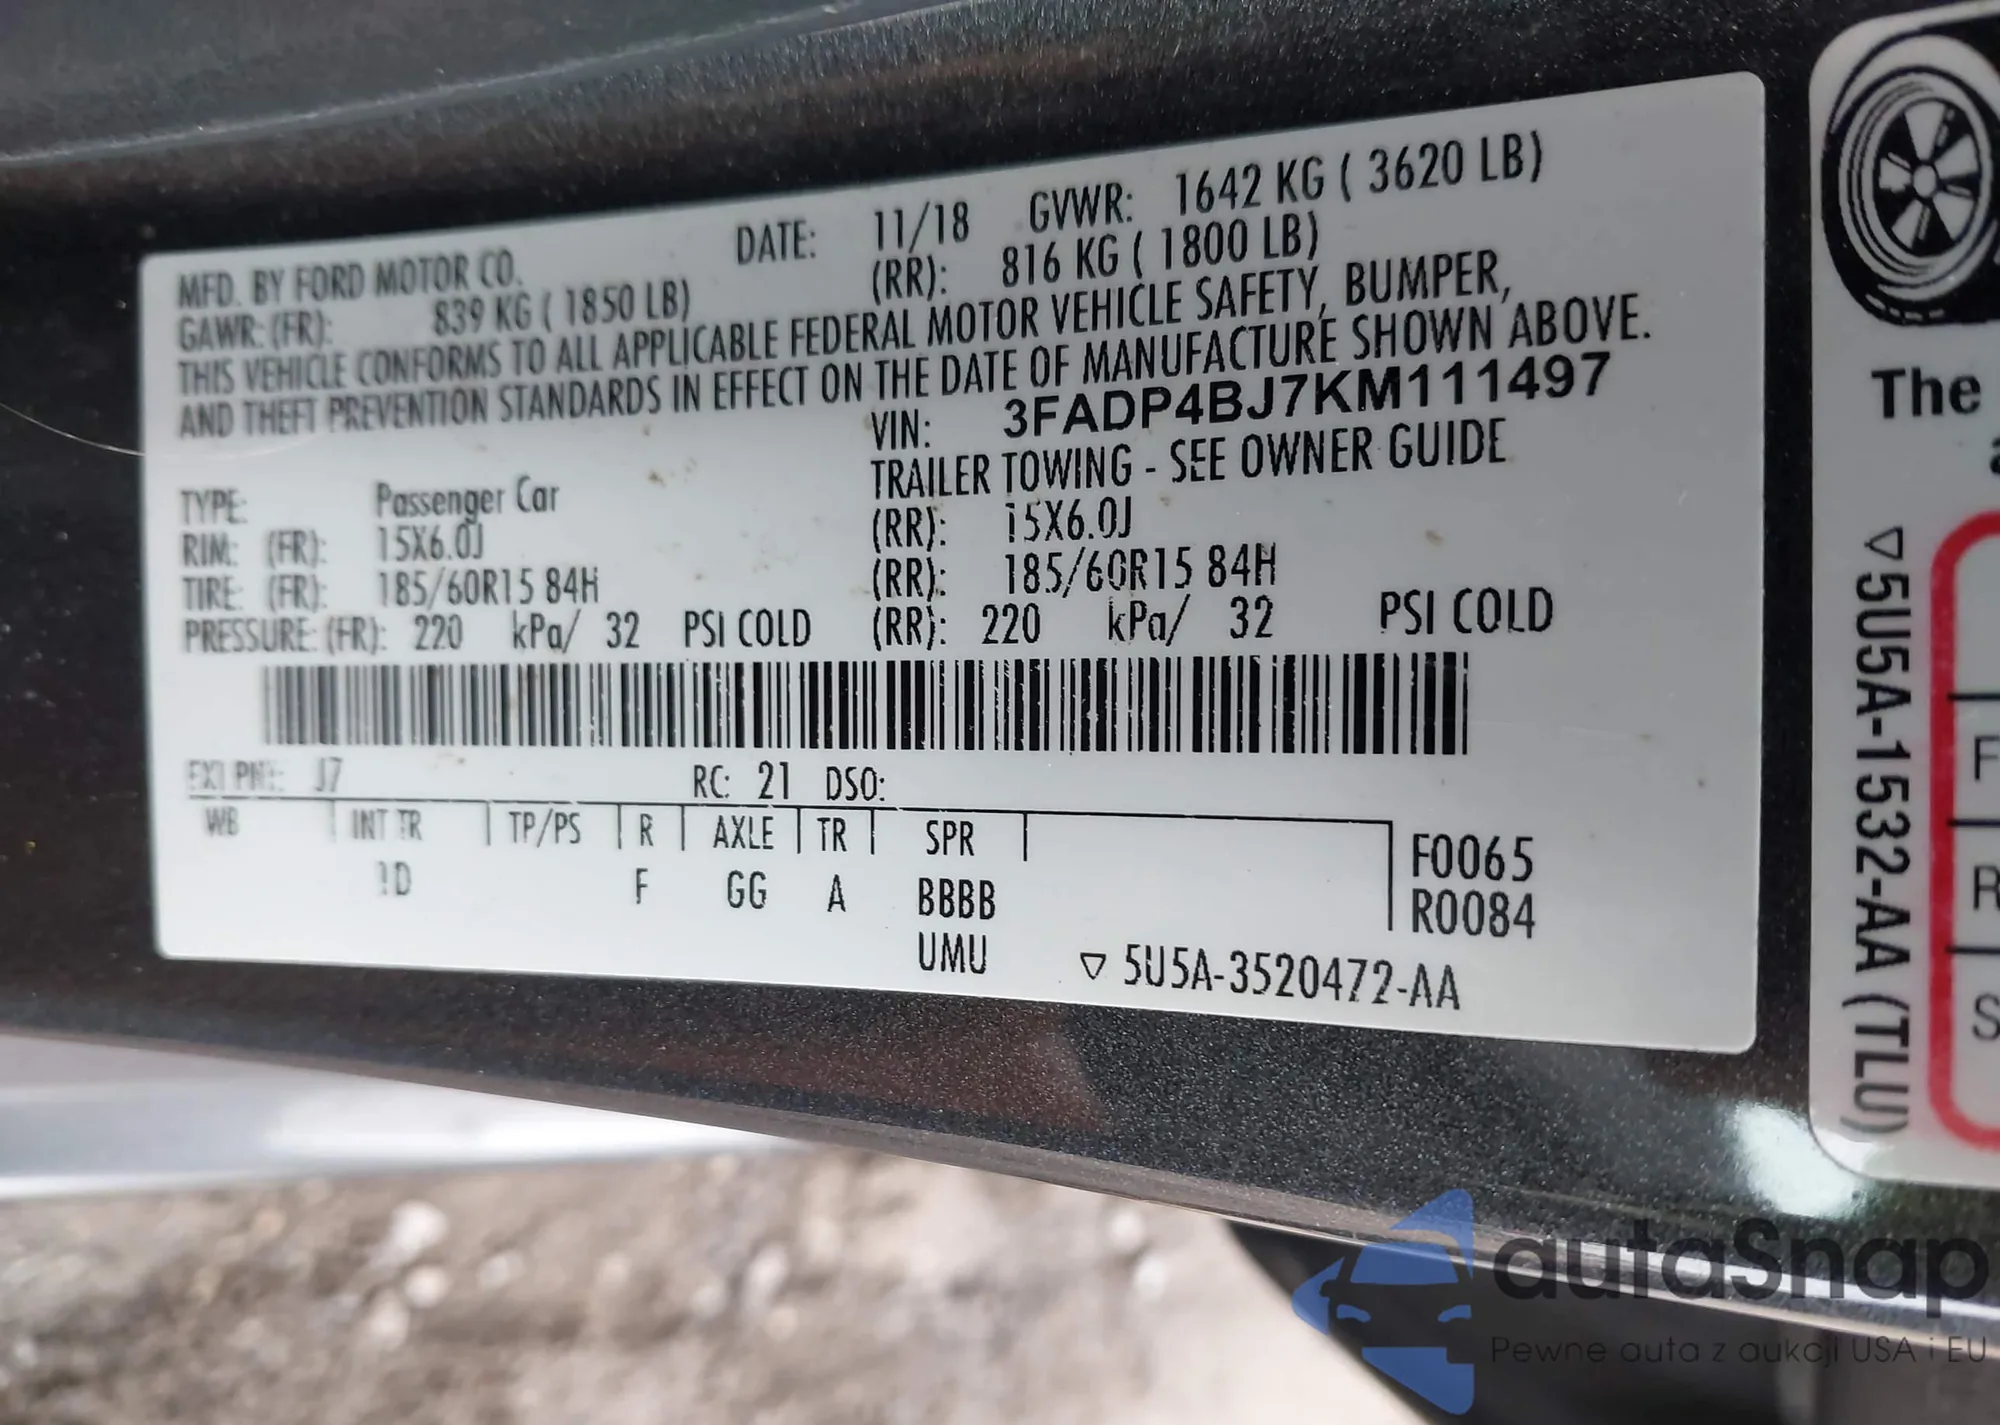 MFD. BY FORD MOTOR CO. DATE: 11/18 GVWR: 1642 KG ( 3620 LB)
GAWR: (FR): 839 KG ( 1850 LB) (RR): 816 KG ( 1800 LB)
THIS VEHICLE CONFORMS TO ALL APPLICABLE FEDERAL MOTOR VEHICLE SAFETY, BUMPER,
AND THEFT PREVENTION STANDARDS IN EFFECT ON THE DATE OF MANUFACTURE SHOWN ABOVE.
VIN: 3FADP4BJ7KM111497
TRAILER TOWING - SEE OWNER GUIDE
TYPE: Passenger Car
RIM: (FR): 15X6.0J (RR): 15X6.0J
TIRE: (FR): 185/60R15 84H (RR): 185/60R15 84H
PRESSURE: (FR): 220 kPa/ 32 PSI COLD (RR): 220 kPa/ 32 PSI COLD
EXT PNT: J7 RC: 21 DSO:
WB INT TR TP/PS R AXLE TR SPR
F GG A BBBB
UMU
F0065
R0084
▽ 5U5A-3520472-AA
The
▽5U5A-1532-AA (TLU)
F
R
S
autaSnap
Pewne auta z aukcji USA i EU